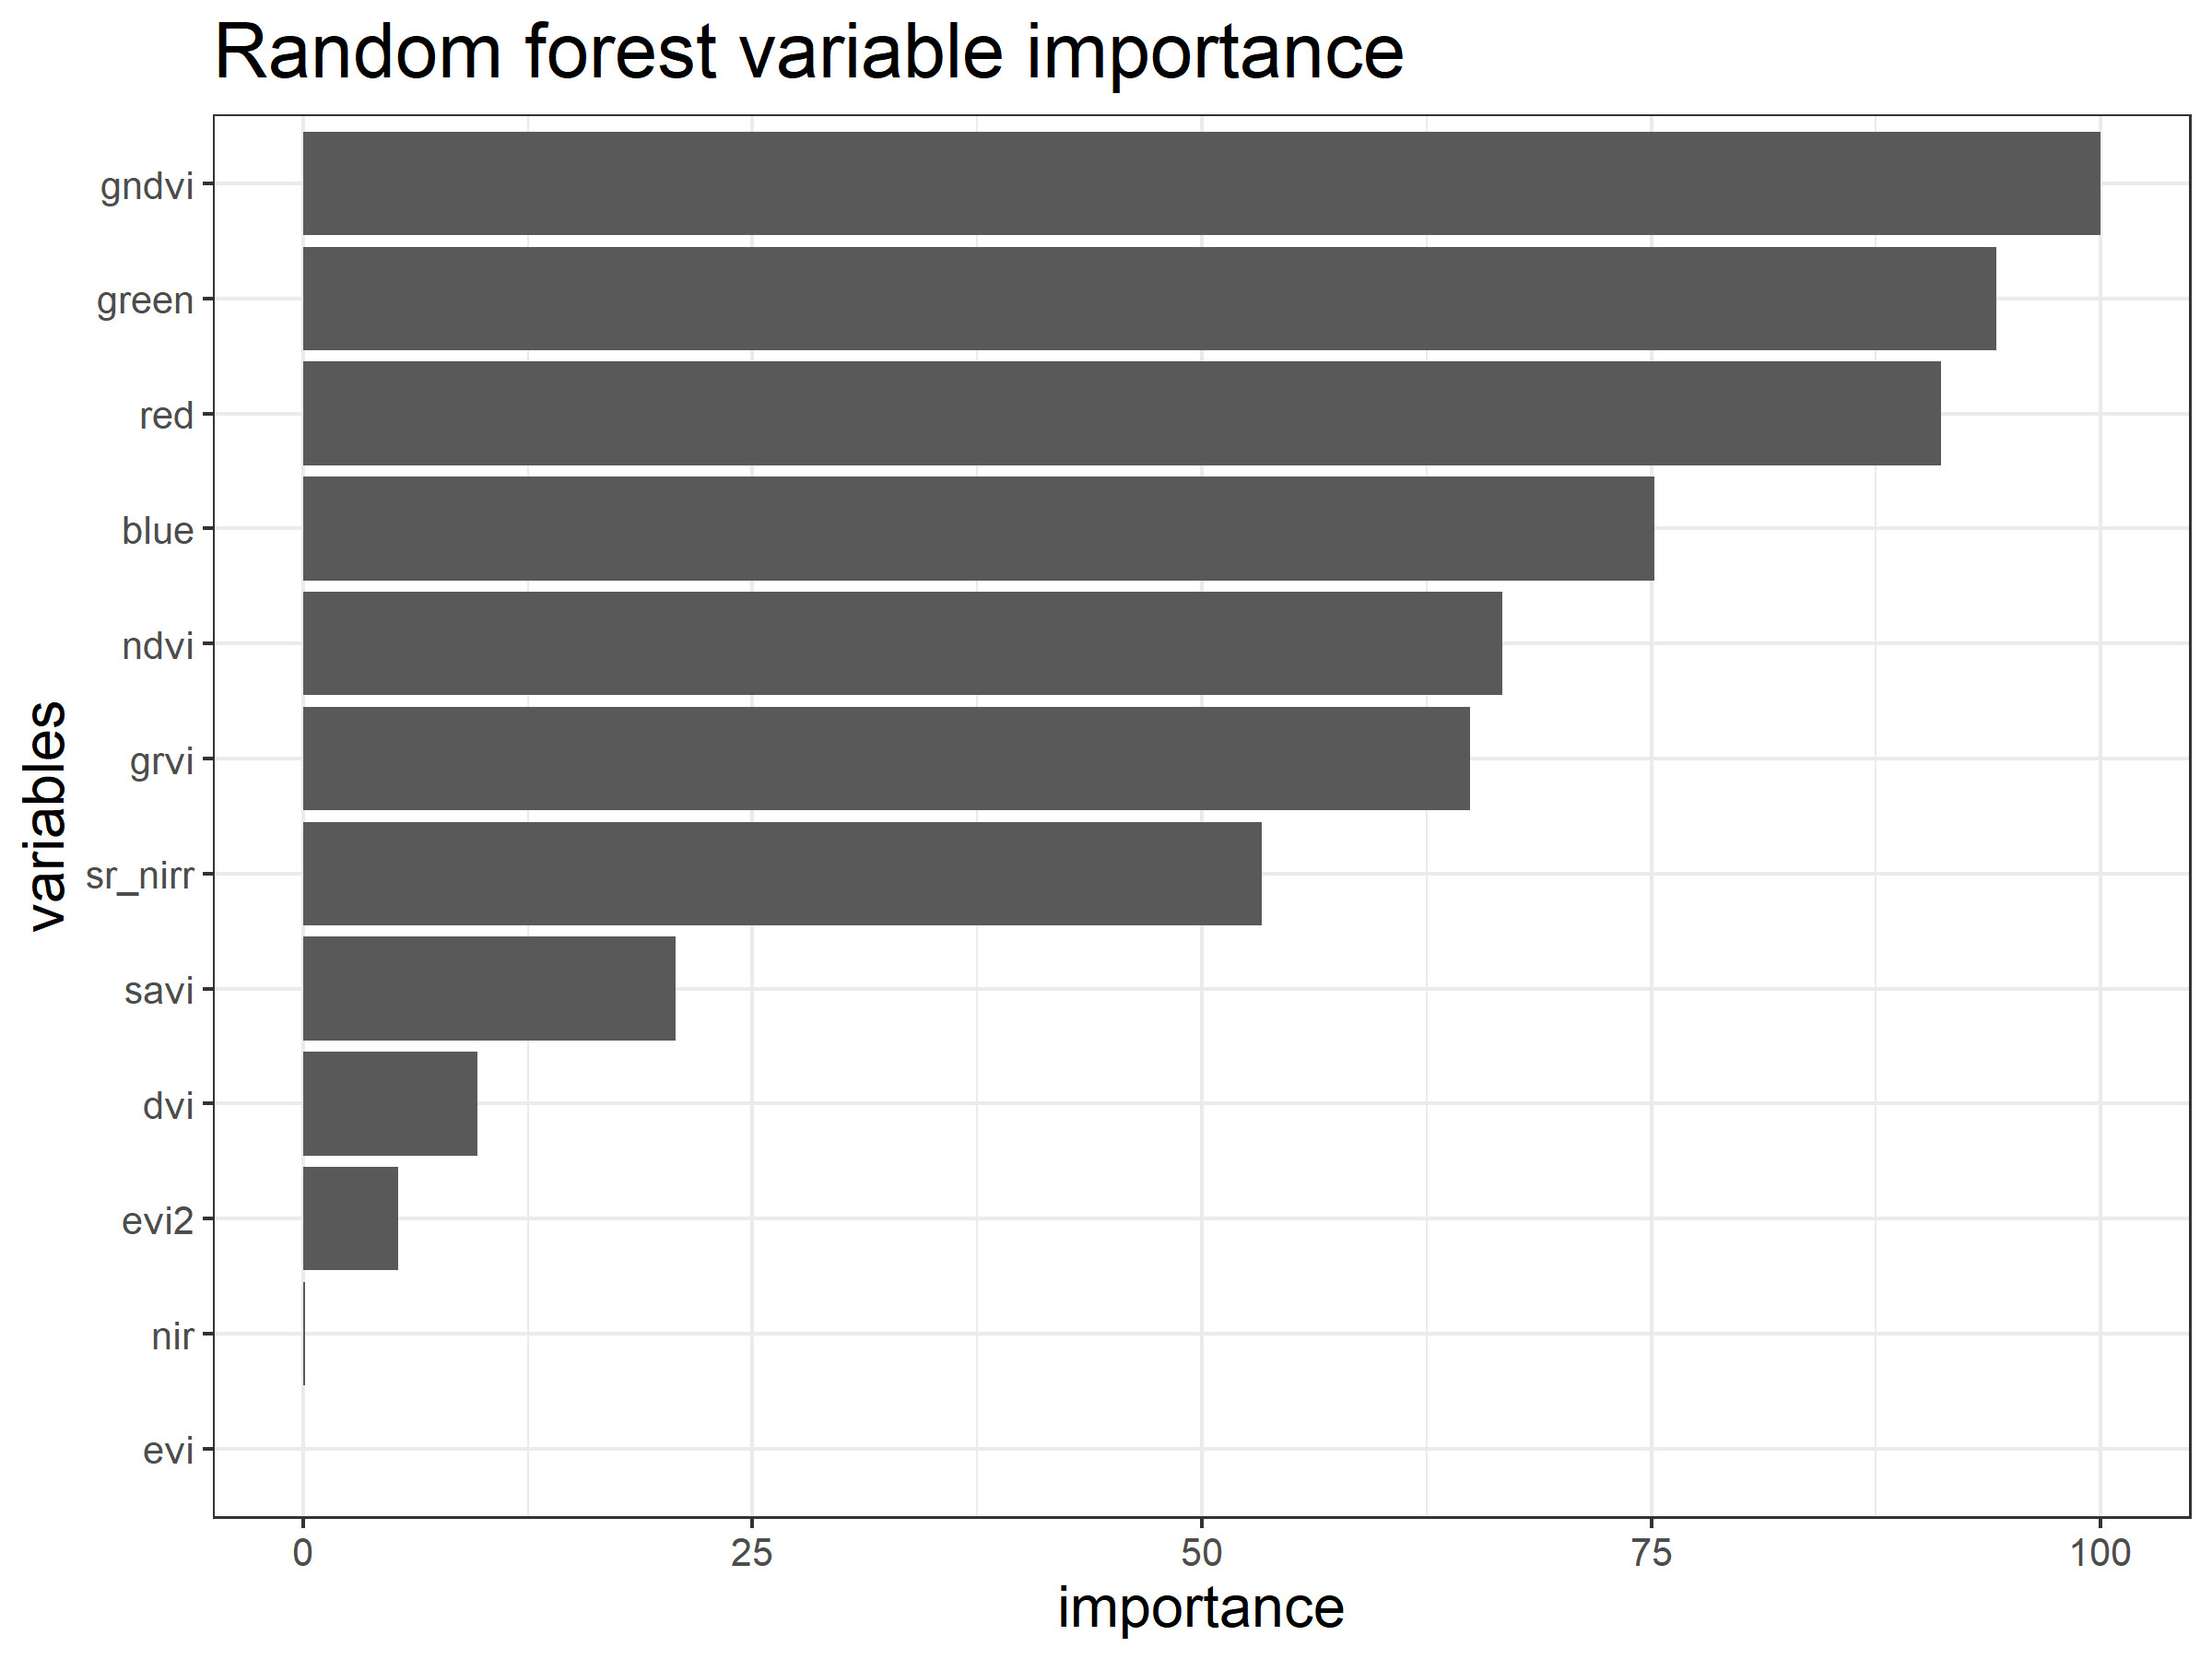 Random forest variable importance
gndvi
green
red
blue
ndvi
grvi
sr_nirr
savi
dvi
evi2
nir
evi
variables
0 25 50 75 100
importance